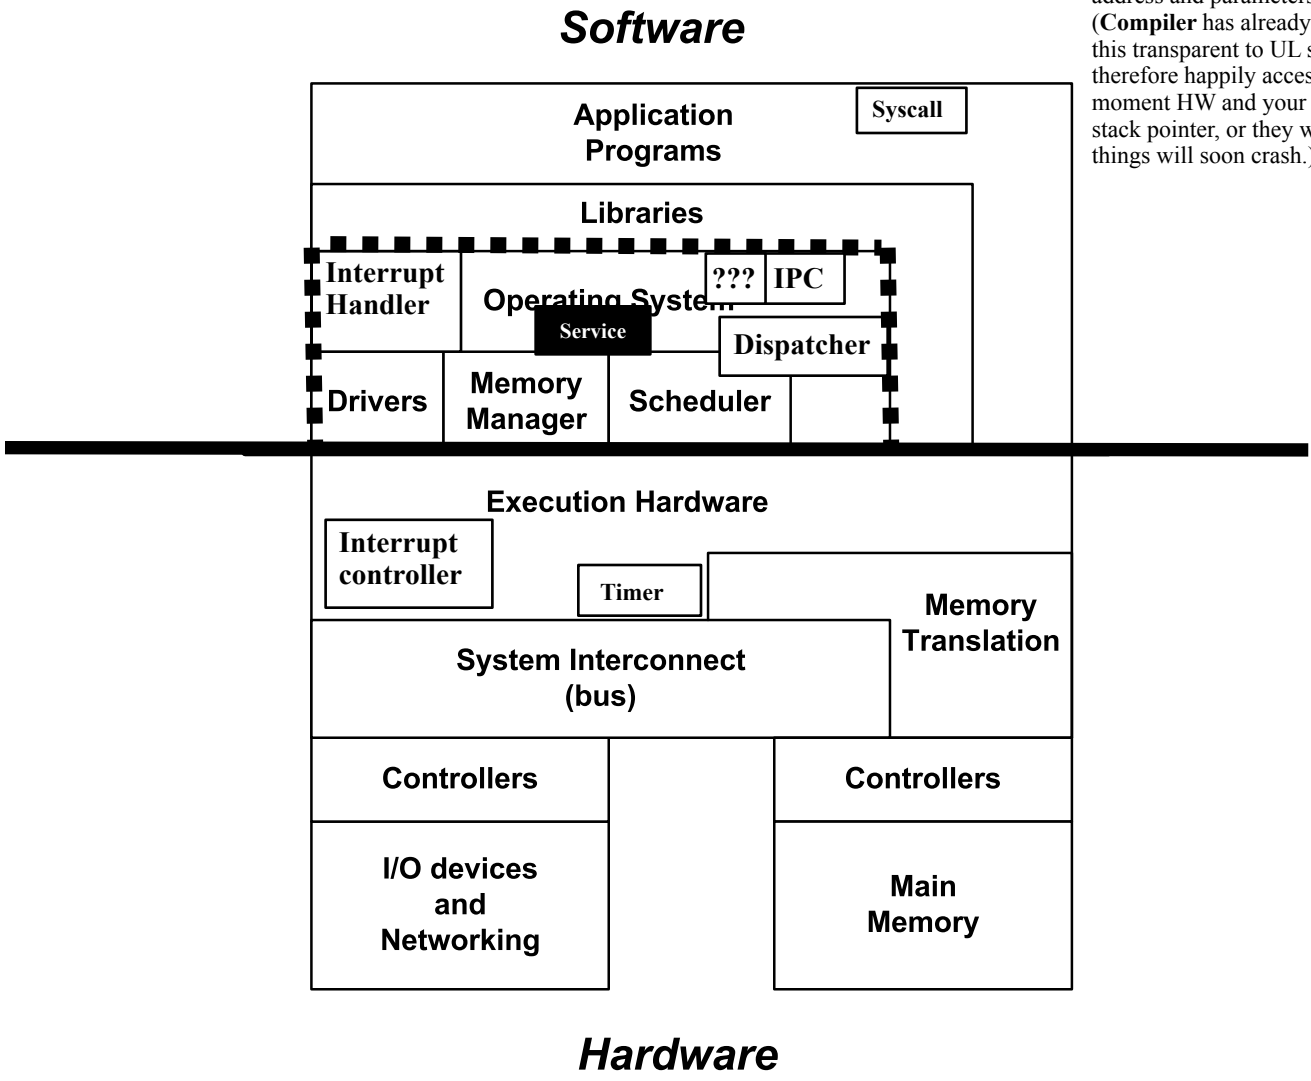 Software
address and parameters
(Compiler has already
this transparent to UL
therefore happily acces
moment HW and your
stack pointer, or they
things will soon crash.)
Application
Programs
Syscall
Libraries
Interrupt
Handler
Operating System
??? IPC
Service
Dispatcher
Drivers
Memory
Manager
Scheduler
Execution Hardware
Interrupt
controller
Timer
Memory
Translation
System Interconnect
(bus)
Controllers
Controllers
I/O devices
and
Networking
Main
Memory
Hardware